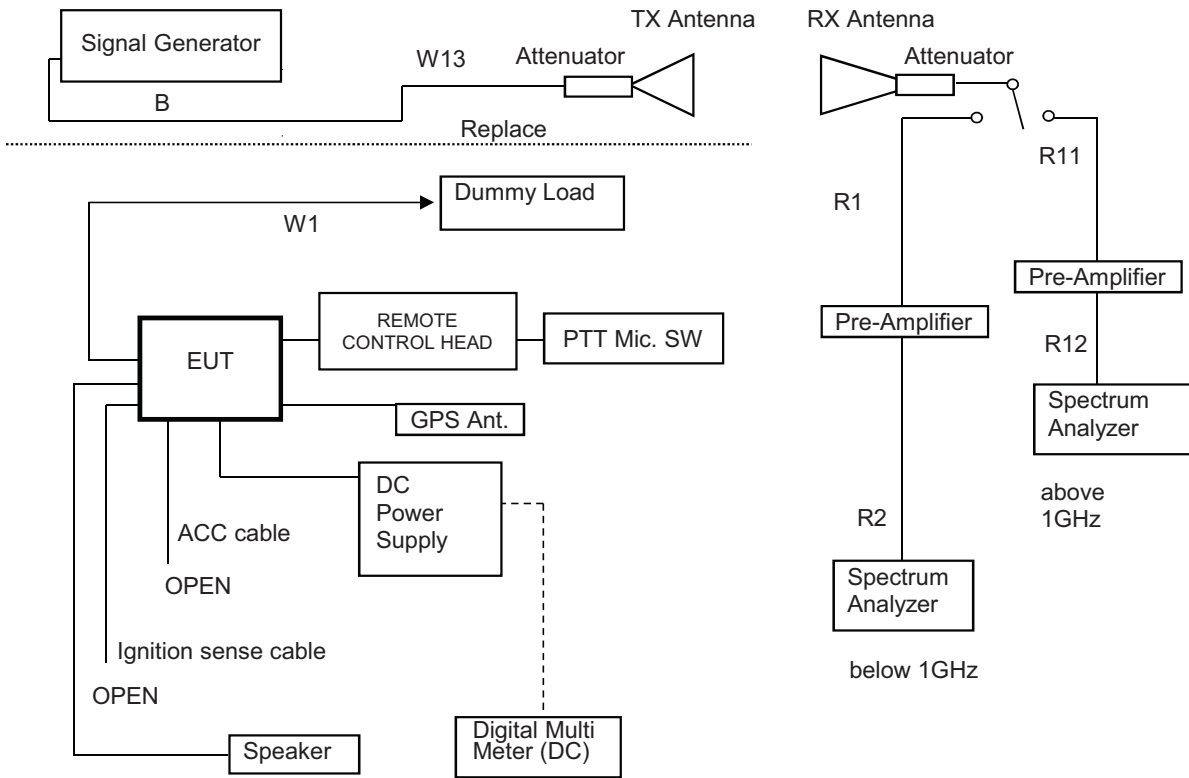 TX Antenna
RX Antenna
Signal Generator
W13
Attenuator
Attenuator
B
Replace
R11
R1
Dummy Load
W1
Pre-Amplifier
Pre-Amplifier
REMOTE
CONTROL HEAD
PTT Mic. SW
EUT
R12
GPS Ant.
Spectrum
Analyzer
DC
Power
Supply
above
1GHz
R2
ACC cable
OPEN
Spectrum
Analyzer
Ignition sense cable
OPEN
below 1GHz
Digital Multi
Meter (DC)
Speaker